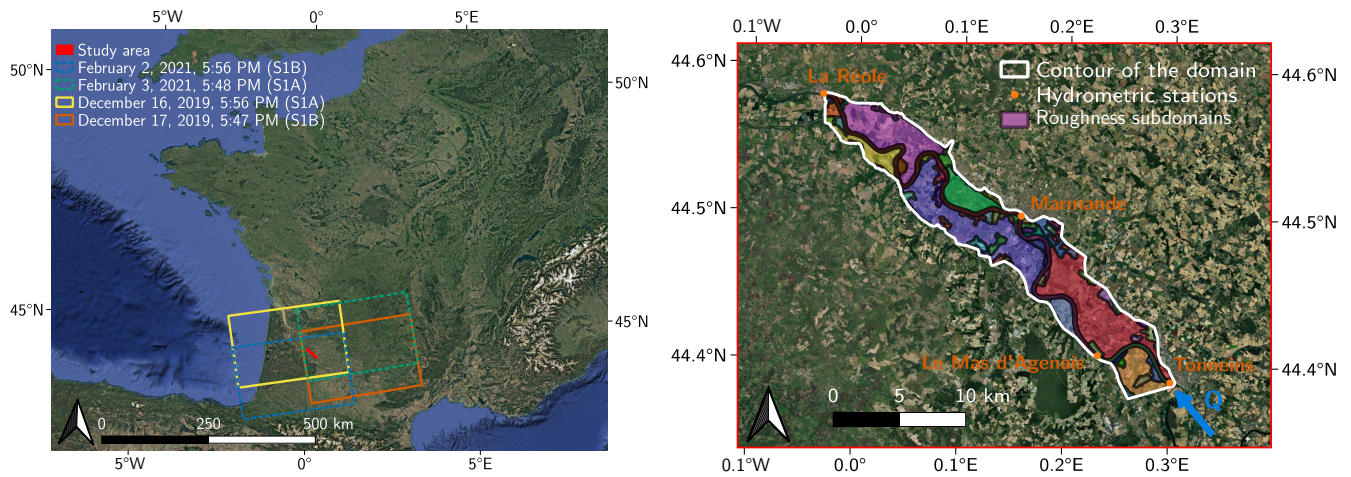 5°W 0° 5°E
50°N
50°N
Study area
February 2, 2021, 5:56 PM (S1B)
February 3, 2021, 5:48 PM (S1A)
December 16, 2019, 5:56 PM (S1A)
December 17, 2019, 5:47 PM (S1B)
45°N
45°N
0 250 500 km
5°W 0° 5°E
0.1°W 0.0° 0.1°E 0.2°E 0.3°E
44.6°N
44.6°N
La Réole
Contour of the domain
Hydrometric stations
Roughness subdomains
44.5°N
44.5°N
Marmande
44.4°N
44.4°N
Le Mas d'Agenais
Tonneins
Q
0 5 10 km
0.1°W 0.0° 0.1°E 0.2°E 0.3°E